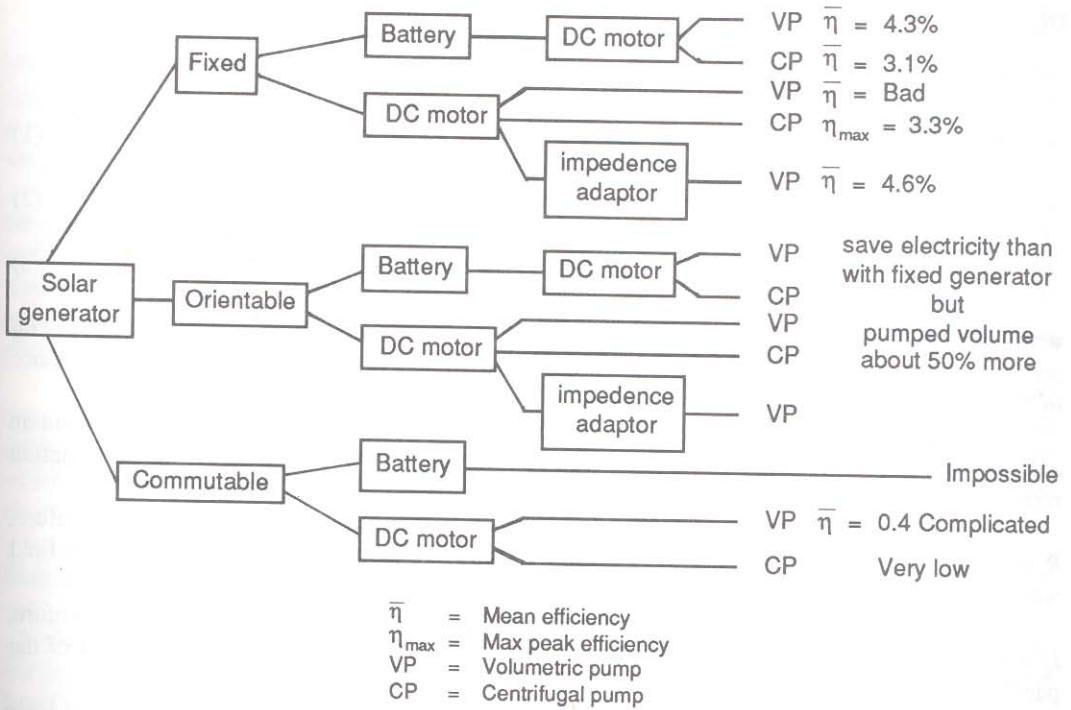 Battery
DC motor
VP η̅ = 4.3%
CP η̅ = 3.1%
Fixed
DC motor
VP η̅ = Bad
CP ηmax = 3.3%
impedence
adaptor
VP η̅ = 4.6%
Solar
generator
Orientable
Battery
DC motor
VP
CP
DC motor
VP
CP
impedence
adaptor
VP
save electricity than
with fixed generator
but
pumped volume
about 50% more
Commutable
Battery
Impossible
DC motor
VP η̅ = 0.4 Complicated
CP Very low
η̅ = Mean efficiency
ηmax = Max peak efficiency
VP = Volumetric pump
CP = Centrifugal pump